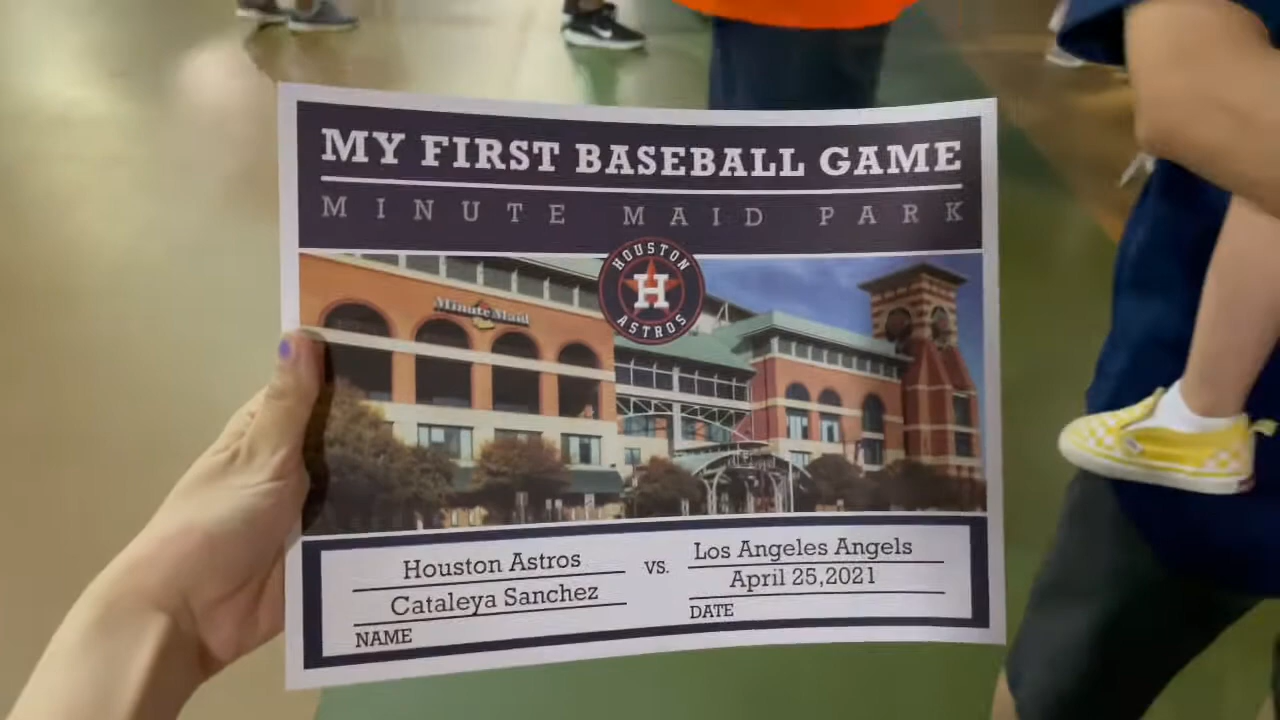 MY FIRST BASEBALL GAME
MINUTE MAID PARK
HOUSTON
H
ASTROS
Minute Maid
Houston Astros
vs.
Los Angeles Angels
Cataleya Sanchez
April 25,2021
NAME
DATE